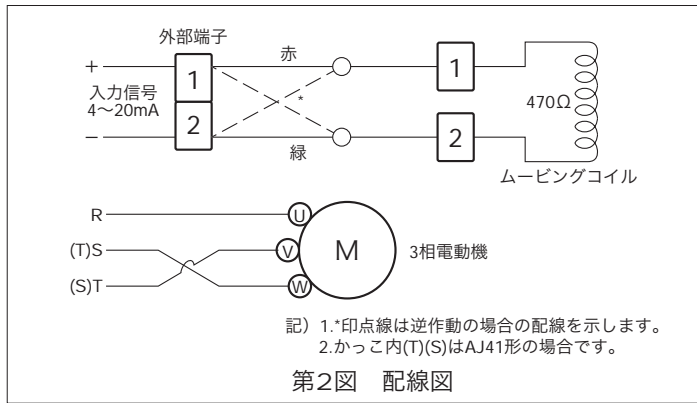 外部端子
赤
+
1
1
入力信号
4～20mA
*
470Ω
2
2
−
緑
ムービングコイル
R
U
(T)S
V
M
3相電動機
(S)T
W
記）1.*印点線は逆作動の場合の配線を示します。
2.かっこ内(T)(S)はAJ41形の場合です。
第2図　配線図